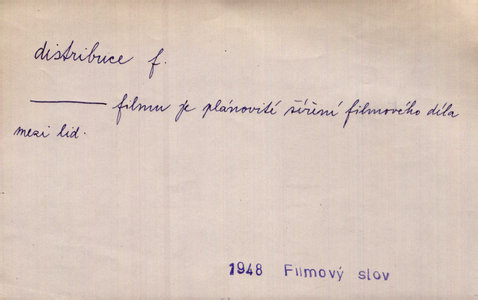 distribuce f.
——— filmu je plánovité šíření filmového díla
mezi lid.
1948 Filmový slov